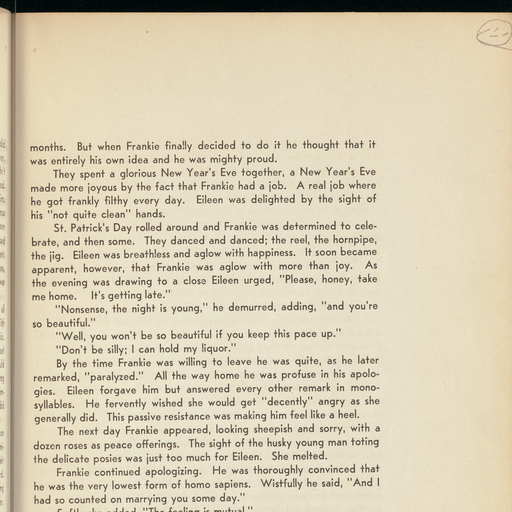 months. But when Frankie finally decided to do it he thought that it
was entirely his own idea and he was mighty proud.
They spent a glorious New Year's Eve together, a New Year's Eve
made more joyous by the fact that Frankie had a job. A real job where
he got frankly filthy every day. Eileen was delighted by the sight of
his "not quite clean" hands.
St. Patrick's Day rolled around and Frankie was determined to cele-
brate, and then some. They danced and danced; the reel, the hornpipe,
the jig. Eileen was breathless and aglow with happiness. It soon became
apparent, however, that Frankie was aglow with more than joy. As
the evening was drawing to a close Eileen urged, "Please, honey, take
me home. It's getting late."
"Nonsense, the night is young," he demurred, adding, "and you're
so beautiful."
"Well, you won't be so beautiful if you keep this pace up."
"Don't be silly; I can hold my liquor."
By the time Frankie was willing to leave he was quite, as he later
remarked, "paralyzed." All the way home he was profuse in his apolo-
gies. Eileen forgave him but answered every other remark in mono-
syllables. He fervently wished she would get "decently" angry as she
generally did. This passive resistance was making him feel like a heel.
The next day Frankie appeared, looking sheepish and sorry, with a
dozen roses as peace offerings. The sight of the husky young man toting
the delicate posies was just too much for Eileen. She melted.
Frankie continued apologizing. He was thoroughly convinced that
he was the very lowest form of homo sapiens. Wistfully he said, "And I
had so counted on marrying you some day."
Softly she added, "The feeling is mutual."